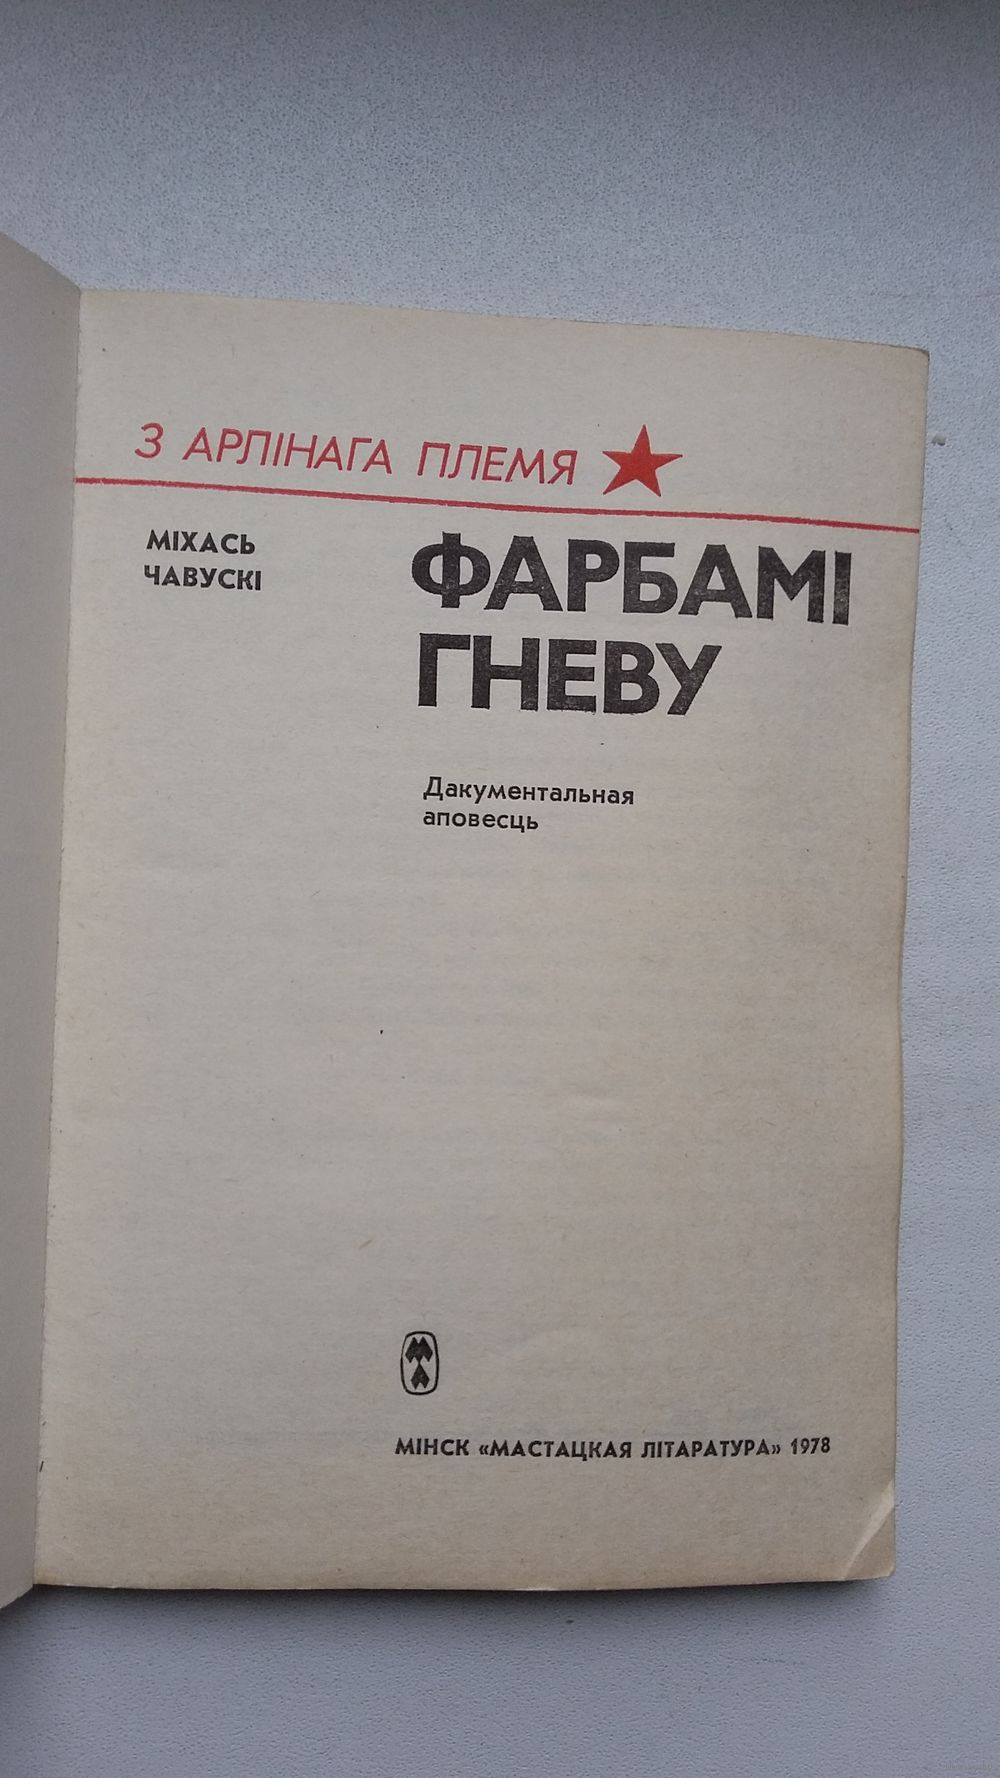 З АРЛІНАГА ПЛЕМЯ
МІХАСЬ
ЧАВУСКІ
ФАРБАМІ
ГНЕВУ
Дакументальная
аповесць
МІНСК «МАСТАЦКАЯ ЛІТАРАТУРА» 1978